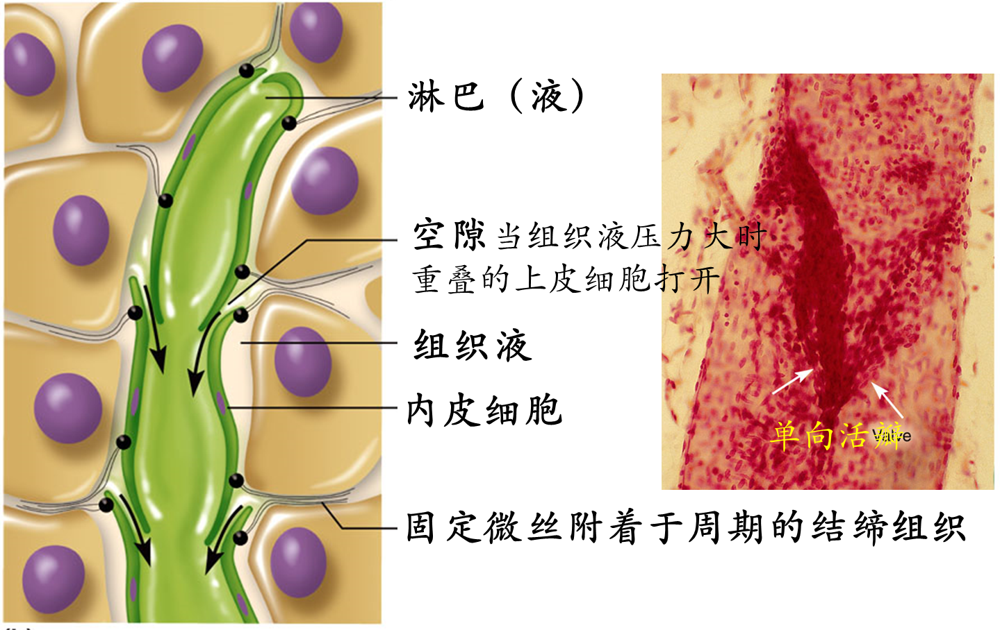 淋巴（液）
空隙 当组织液压力大时
重叠的上皮细胞打开
组织液
内皮细胞
单向活瓣
Valve
固定微丝附着于周期的结缔组织